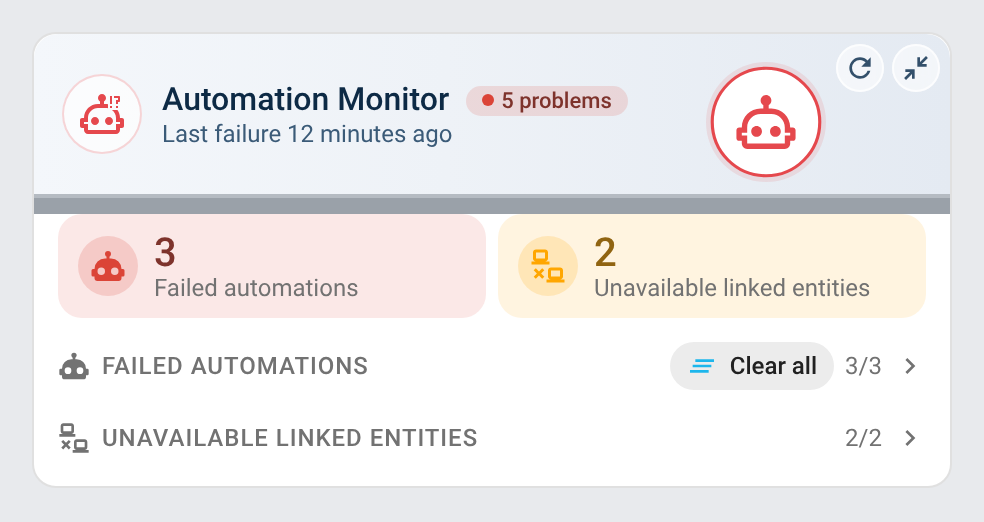 Automation Monitor
5 problems
Last failure 12 minutes ago
3
Failed automations
2
Unavailable linked entities
FAILED AUTOMATIONS
Clear all
3/3
UNAVAILABLE LINKED ENTITIES
2/2